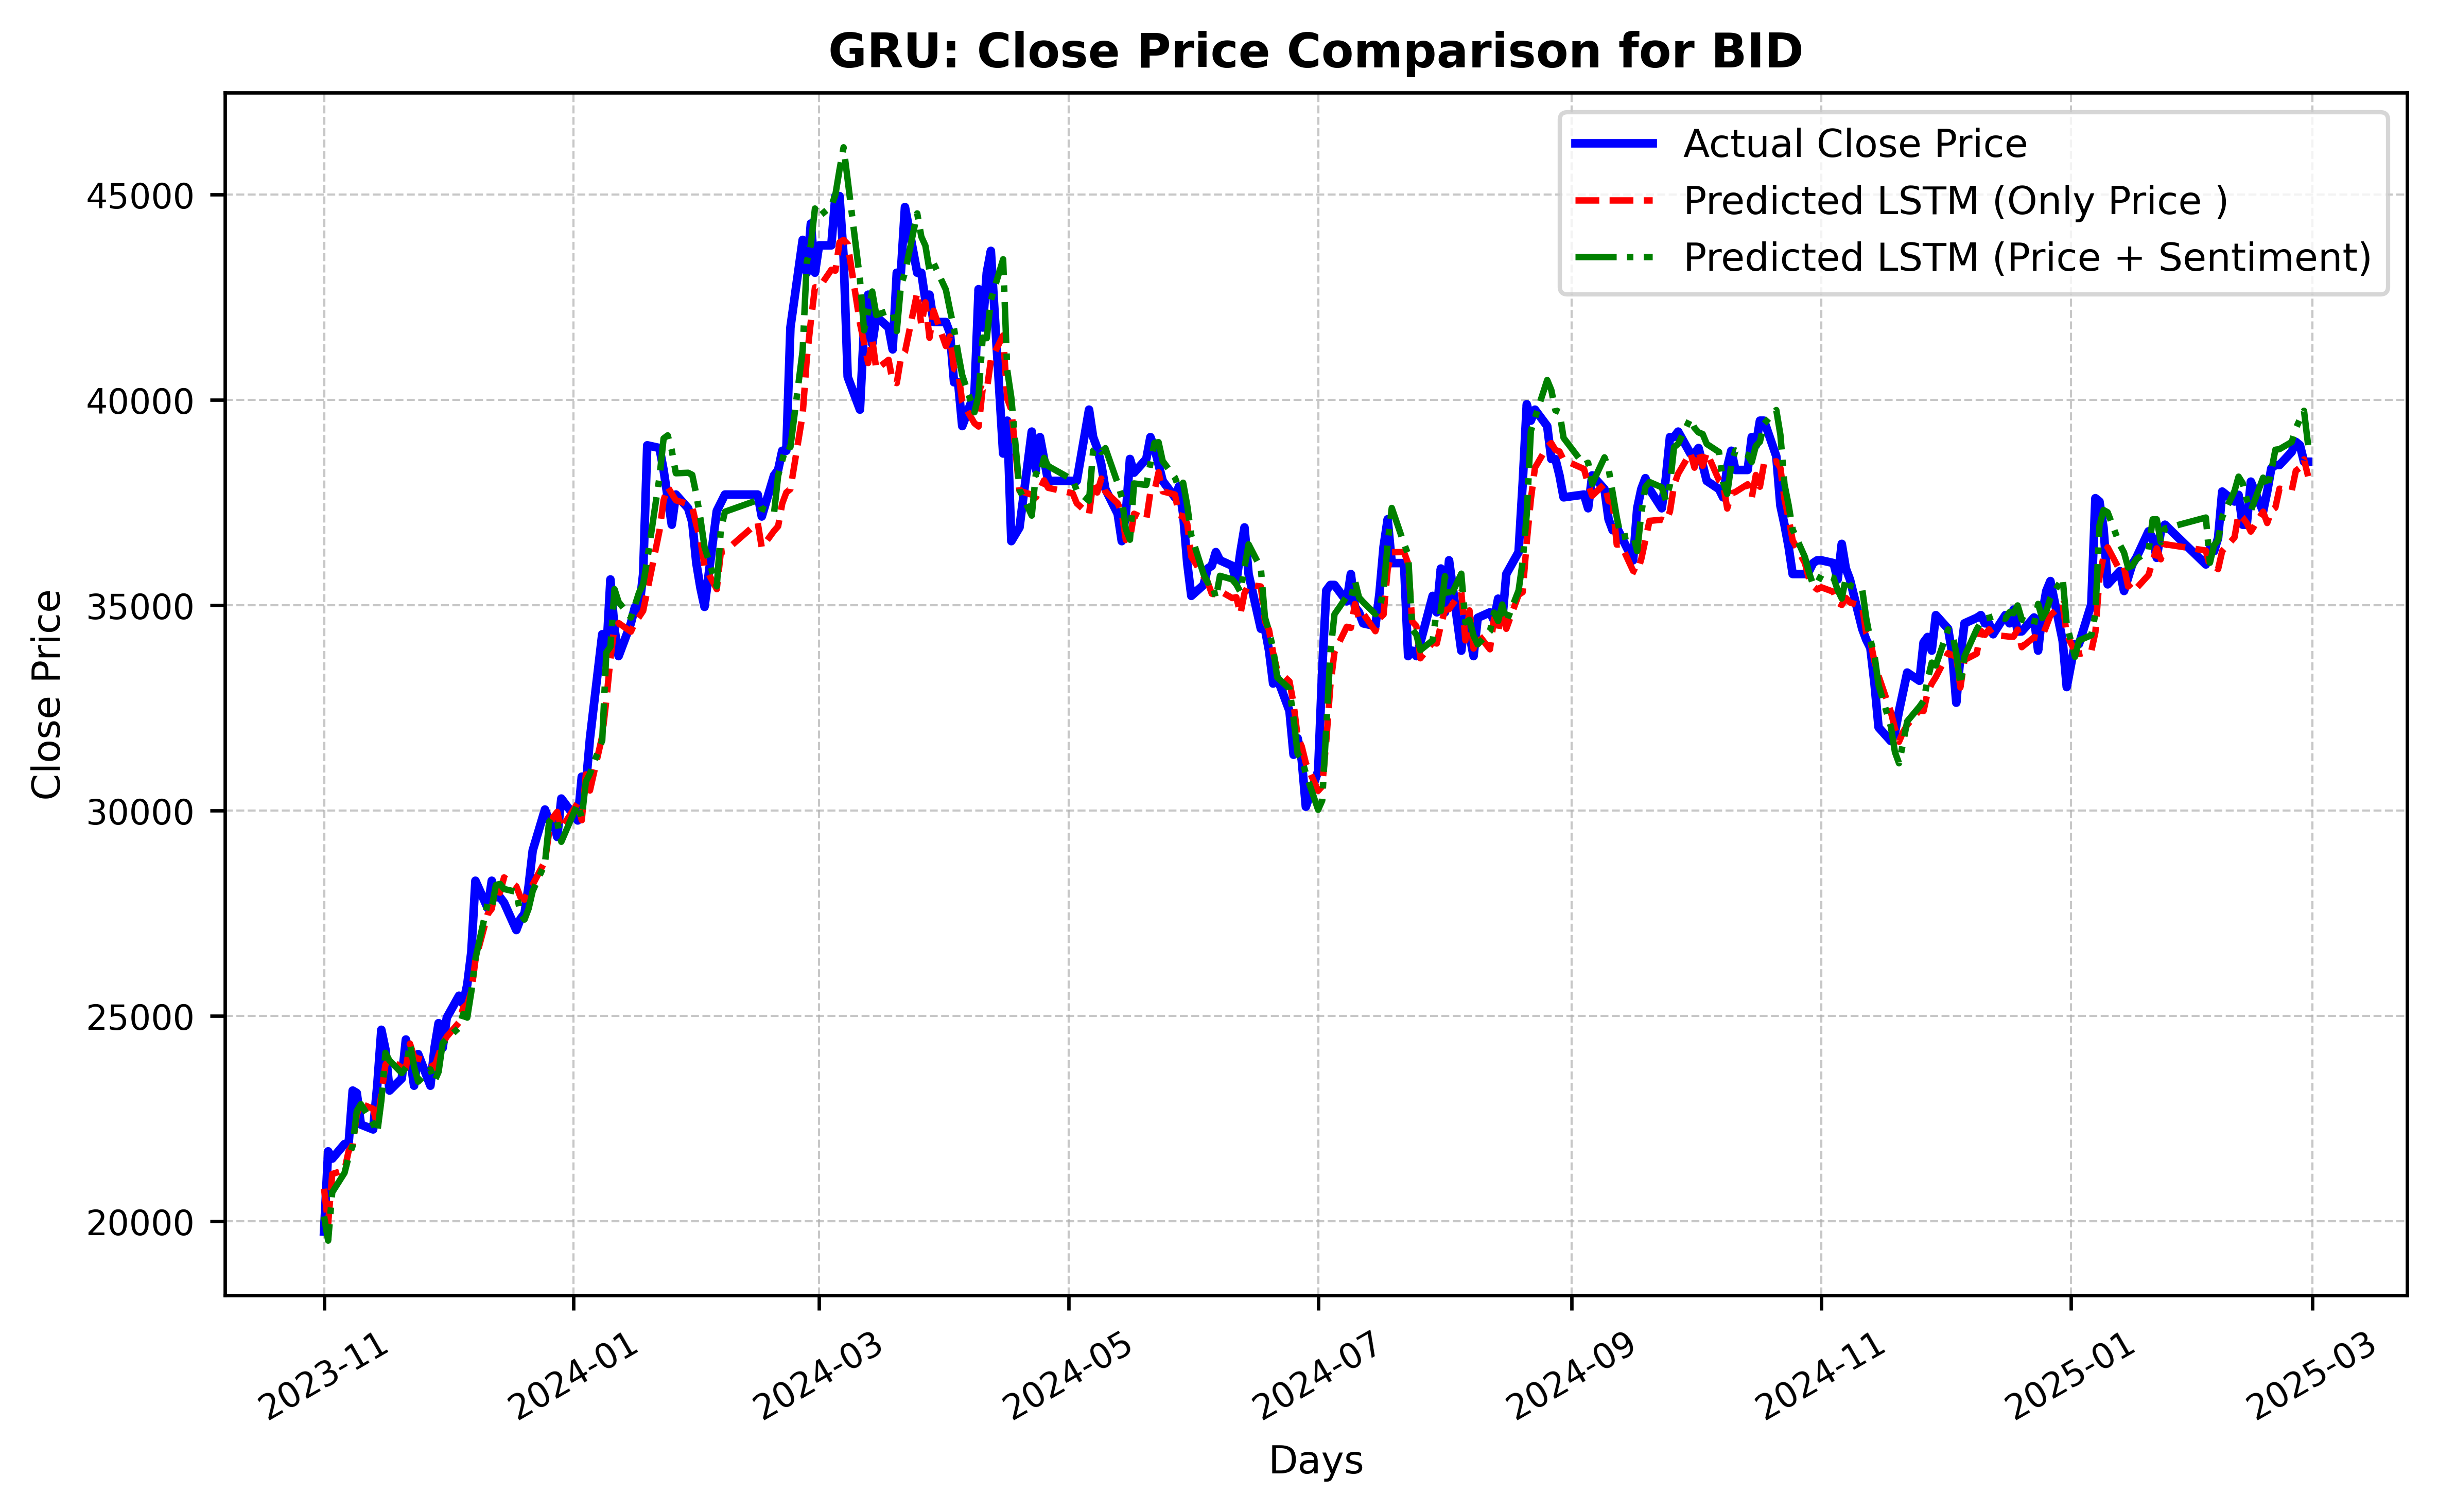 GRU: Close Price Comparison for BID
Actual Close Price
Predicted LSTM (Only Price )
Predicted LSTM (Price + Sentiment)
Close Price
45000
40000
35000
30000
25000
20000
2023-11
2024-01
2024-03
2024-05
2024-07
2024-09
2024-11
2025-01
2025-03
Days